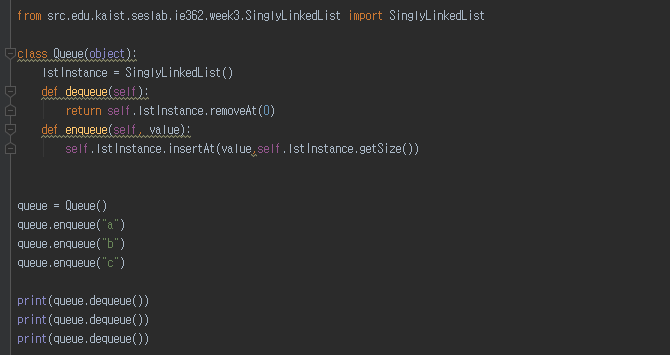 from src.edu.kaist.seslab.ie362.week3.SinglyLinkedList import SinglyLinkedList
class Queue(object):
lstInstance = SinglyLinkedList()
def dequeue(self):
return self.lstInstance.removeAt(0)
def enqueue(self, value):
self.lstInstance.insertAt(value,self.lstInstance.getSize())
queue = Queue()
queue.enqueue("a")
queue.enqueue("b")
queue.enqueue("c")
print(queue.dequeue())
print(queue.dequeue())
print(queue.dequeue())